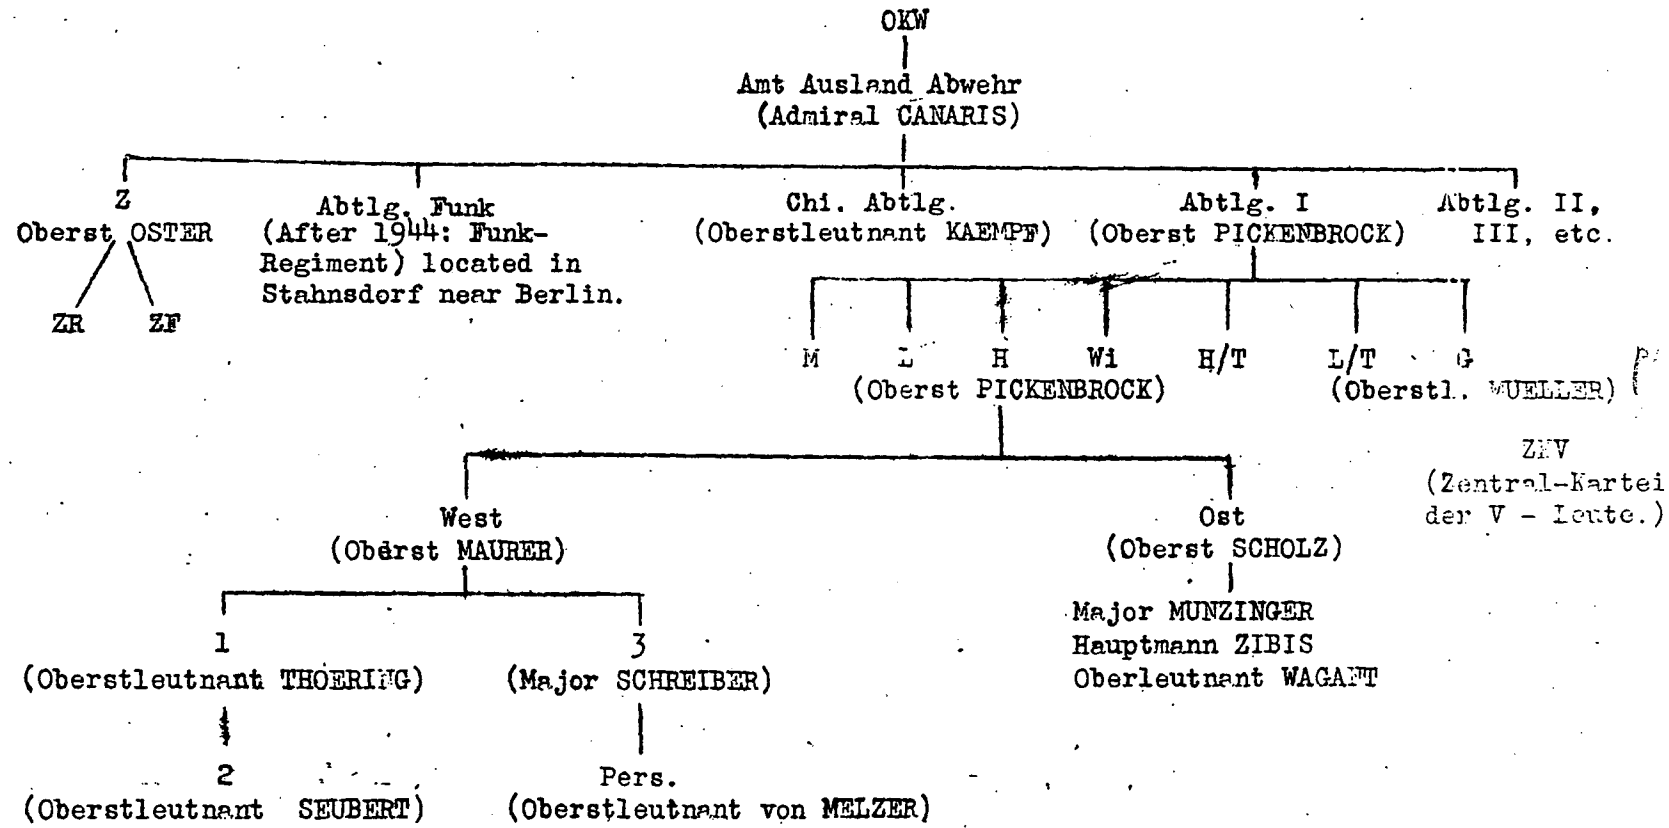 OKW
Amt Ausland Abwehr
(Admiral CANARIS)
Z
Oberst OSTER
ZR ZF
Abtlg. Funk
(After 1944: Funk-
Regiment) located in
Stahnsdorf near Berlin.
Chi. Abtlg.
(Oberstleutnant KAEMPF)
Abtlg. I
(Oberst PICKENBROCK)
Abtlg. II,
III, etc.
M L H Wi H/T L/T G
(Oberst PICKENBROCK)
(Oberstl. MUELLER)
ZKV
(Zentral-Kartei
der V - Leute.)
West
(Oberst MAURER)
Ost
(Oberst SCHOLZ)
Major MUNZINGER
Hauptmann ZIBIS
Oberleutnant
1
(Oberstleutnant THOERING)
3
(Major SCHREIBER)
2
(Oberstleutnant SEUBERT)
Pers.
(Oberstleutnant von MELZER)